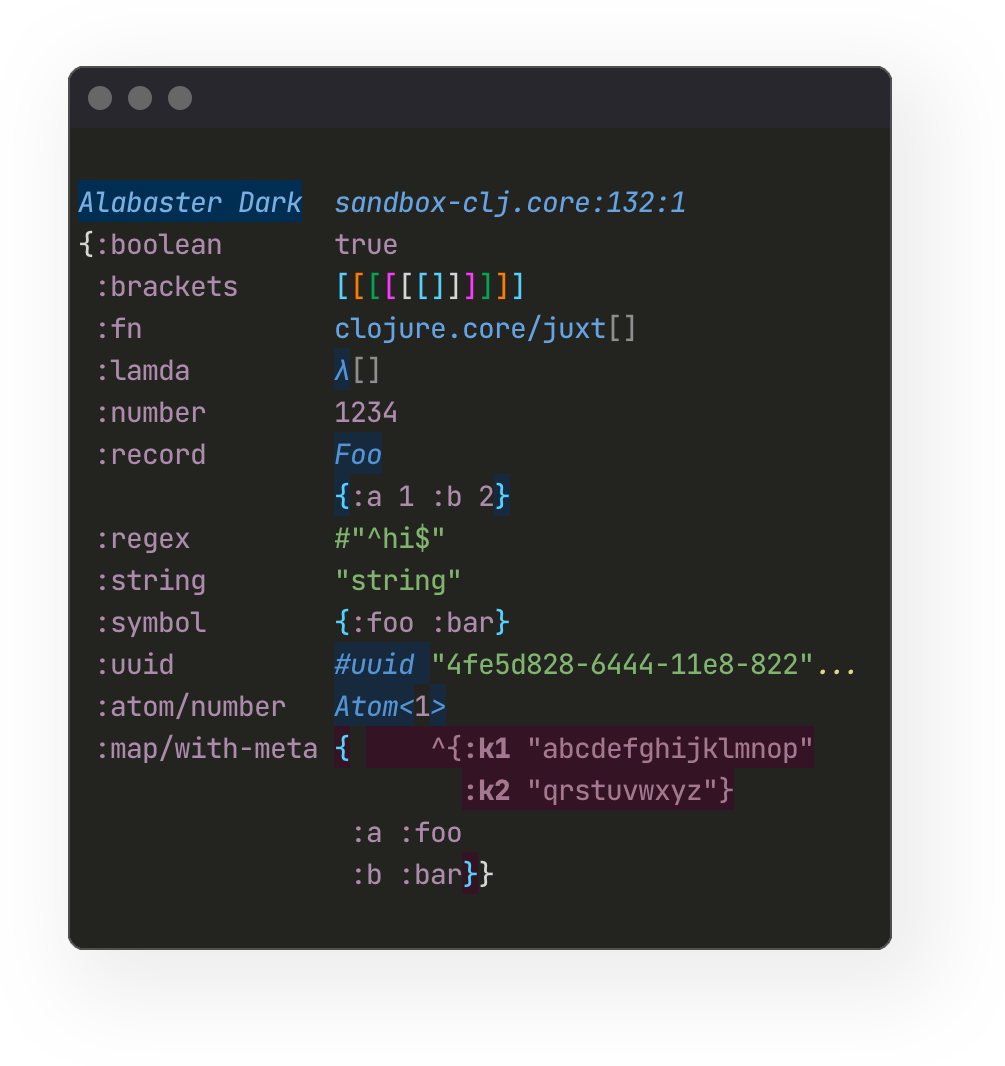 Alabaster Dark  sandbox-clj.core:132:1
{:boolean       true
 :brackets      [[[[[[]]]]]]
 :fn            clojure.core/juxt[]
 :lamda         λ[]
 :number        1234
 :record        Foo
                {:a 1 :b 2}
 :regex         #"^hi$"
 :string        "string"
 :symbol        {:foo :bar}
 :uuid          #uuid "4fe5d828-6444-11e8-822"...
 :atom/number   Atom<1>
 :map/with-meta {     ^{:k1 "abcdefghijklmnop"
                        :k2 "qrstuvwxyz"}
                 :a :foo
                 :b :bar}}